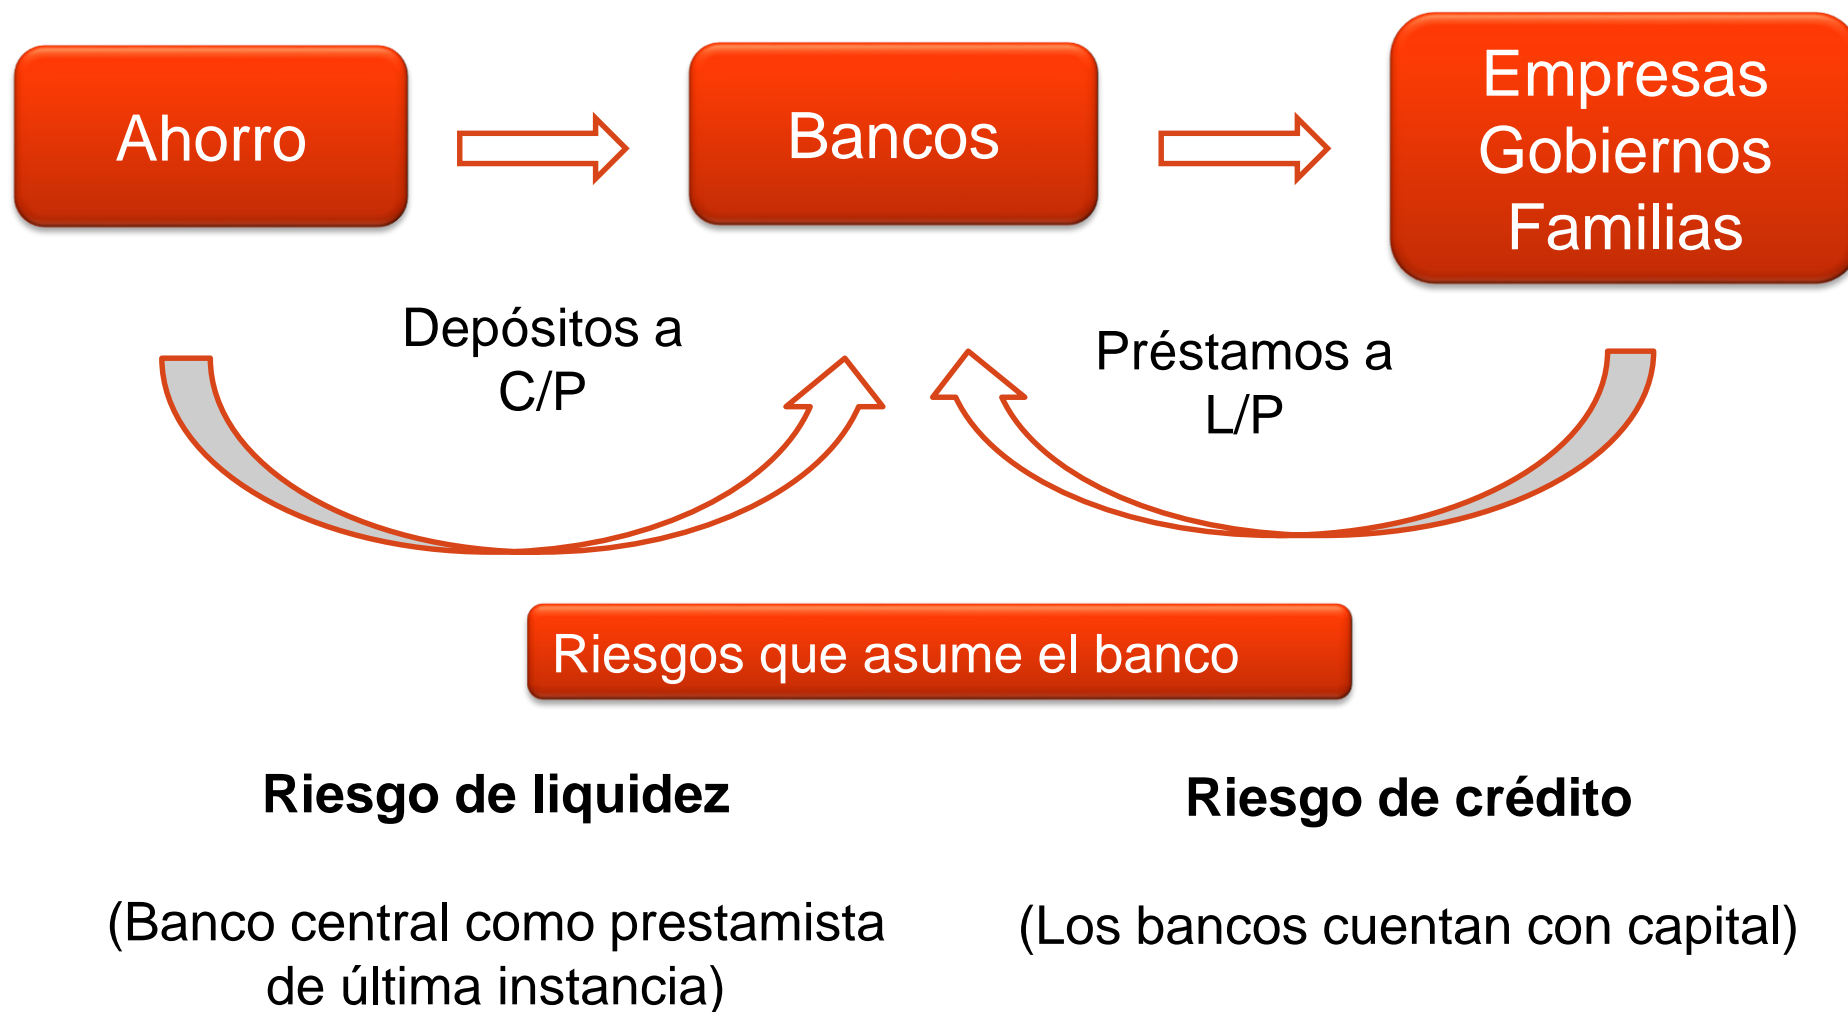 Ahorro
Bancos
Empresas
Gobiernos
Familias
Depósitos a
C/P
Préstamos a
L/P
Riesgos que asume el banco
Riesgo de liquidez
Riesgo de crédito
(Banco central como prestamista
de última instancia)
(Los bancos cuentan con capital)